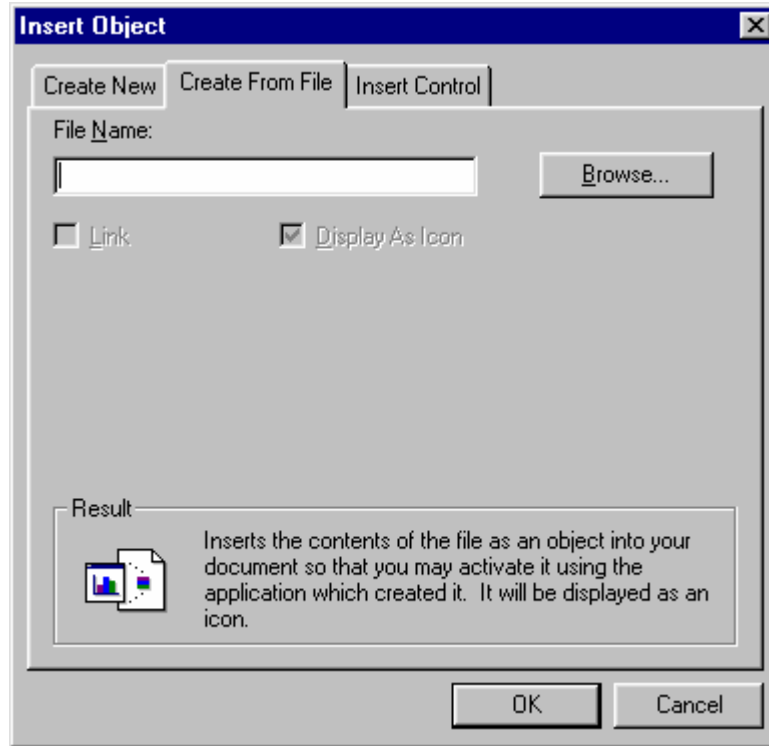 Insert Object
Create New Create From File Insert Control
File Name:
Browse...
Link Display As Icon
Result
Inserts the contents of the file as an object into your
document so that you may activate it using the
application which created it. It will be displayed as an
icon.
OK Cancel